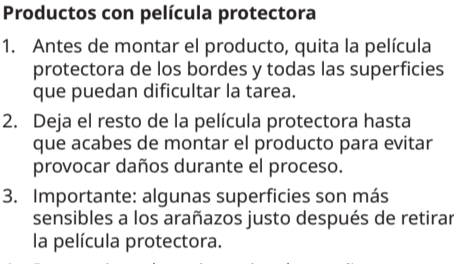 Productos con película protectora
1. Antes de montar el producto, quita la película
protectora de los bordes y todas las superficies
que puedan dificultar la tarea.
2. Deja el resto de la película protectora hasta
que acabes de montar el producto para evitar
provocar daños durante el proceso.
3. Importante: algunas superficies son más
sensibles a los arañazos justo después de retirar
la película protectora.